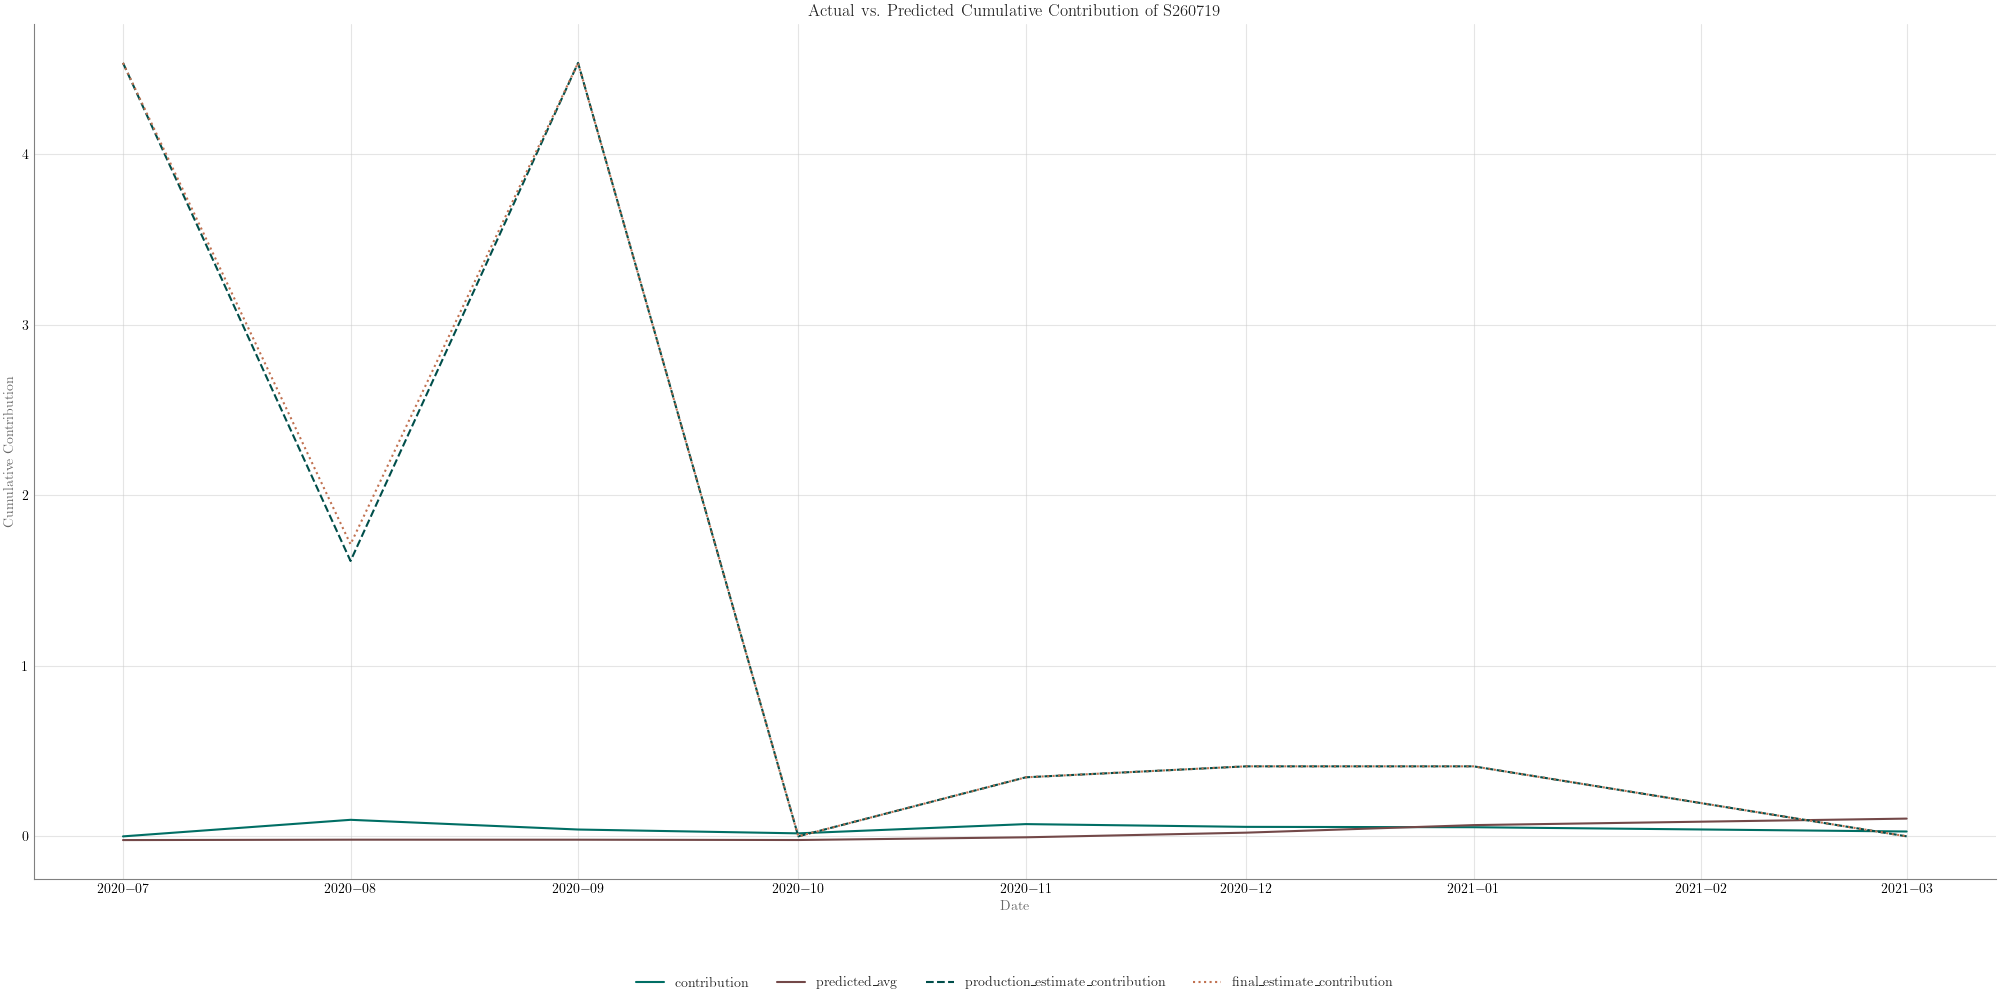 Actual vs. Predicted Cumulative Contribution of S260719
Cumulative Contribution
4
3
2
1
0
2020−07 2020−08 2020−09 2020−10 2020−11 2020−12 2021−01 2021−02 2021−03
Date
contribution predicted_avg production_estimate_contribution final_estimate_contribution